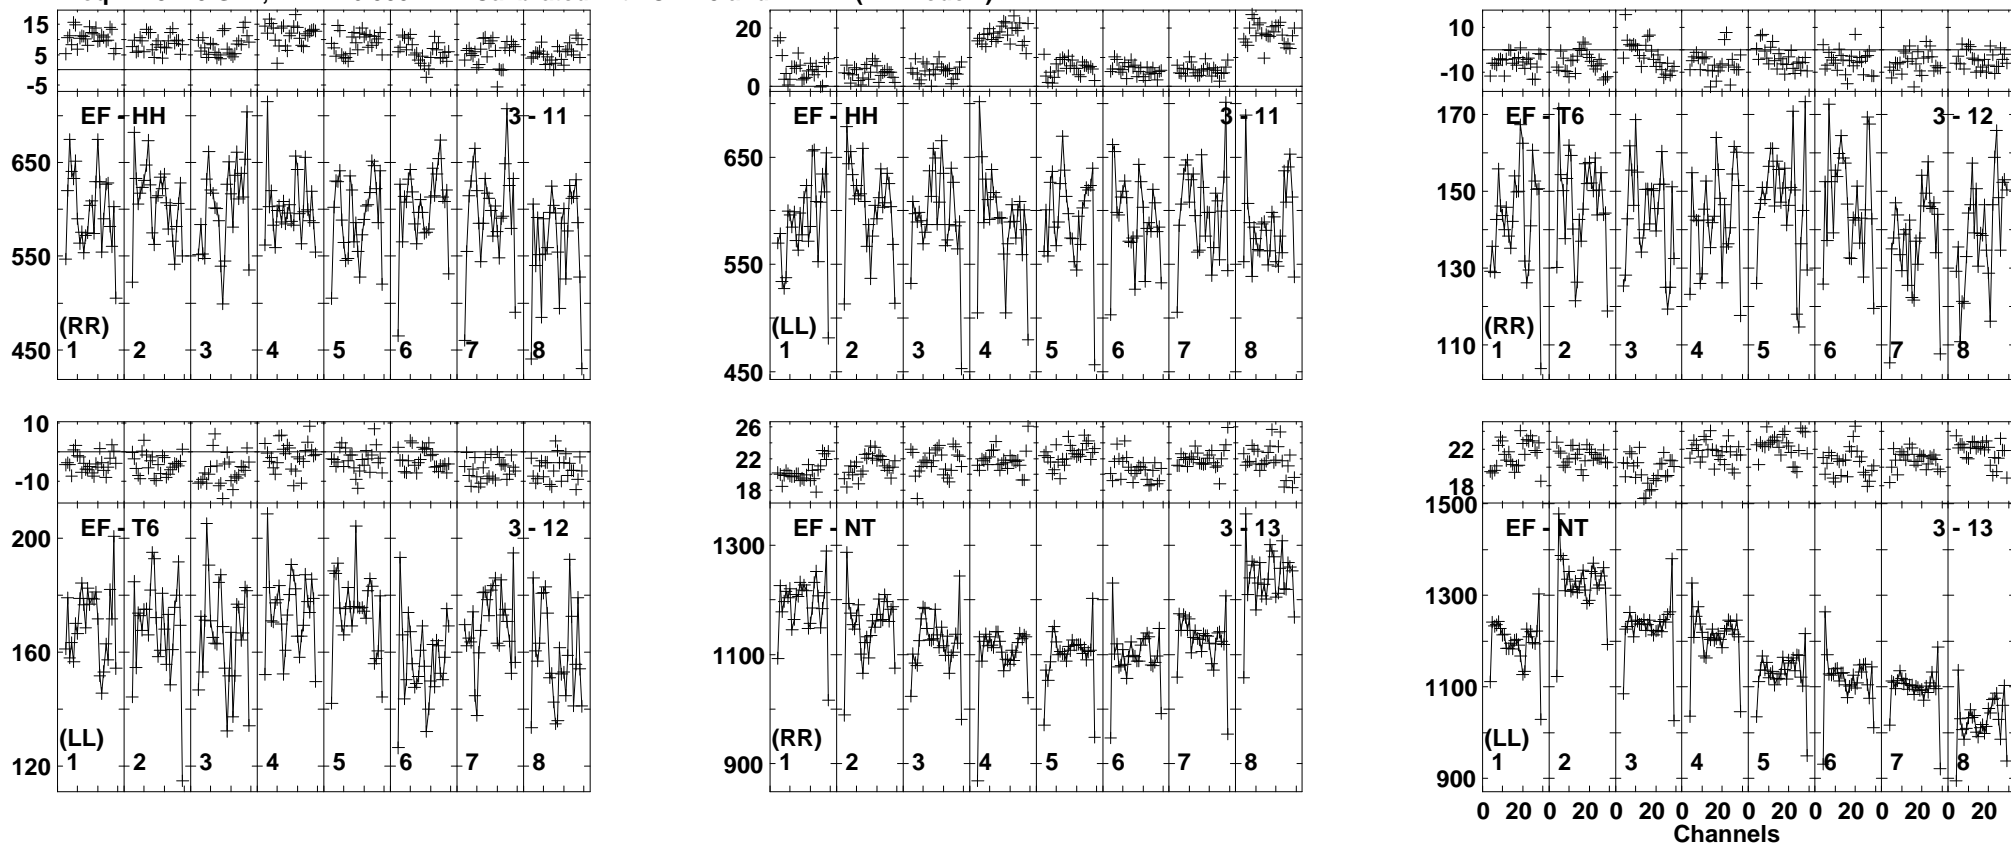 15
5
-5
EF - HH
3 - 11
650
550
450
(RR)
1 2 3 4 5 6 7 8
20
0
EF - HH
3 - 11
650
550
450
(LL)
1 2 3 4 5 6 7 8
10
-10
EF - T6
3 - 12
170
150
130
110
(RR)
1 2 3 4 5 6 7 8
10
-10
EF - T6
3 - 12
200
160
120
(LL)
1 2 3 4 5 6 7 8
26
22
18
EF - NT
3 - 13
1300
1100
900
(RR)
1 2 3 4 5 6 7 8
22
18
1500
EF - NT
3 - 13
1300
1100
900
(LL)
1 2 3 4 5 6 7 8
0 20 0 20 0 20 0 20 0 20 0 20 0 20 0 20
Channels